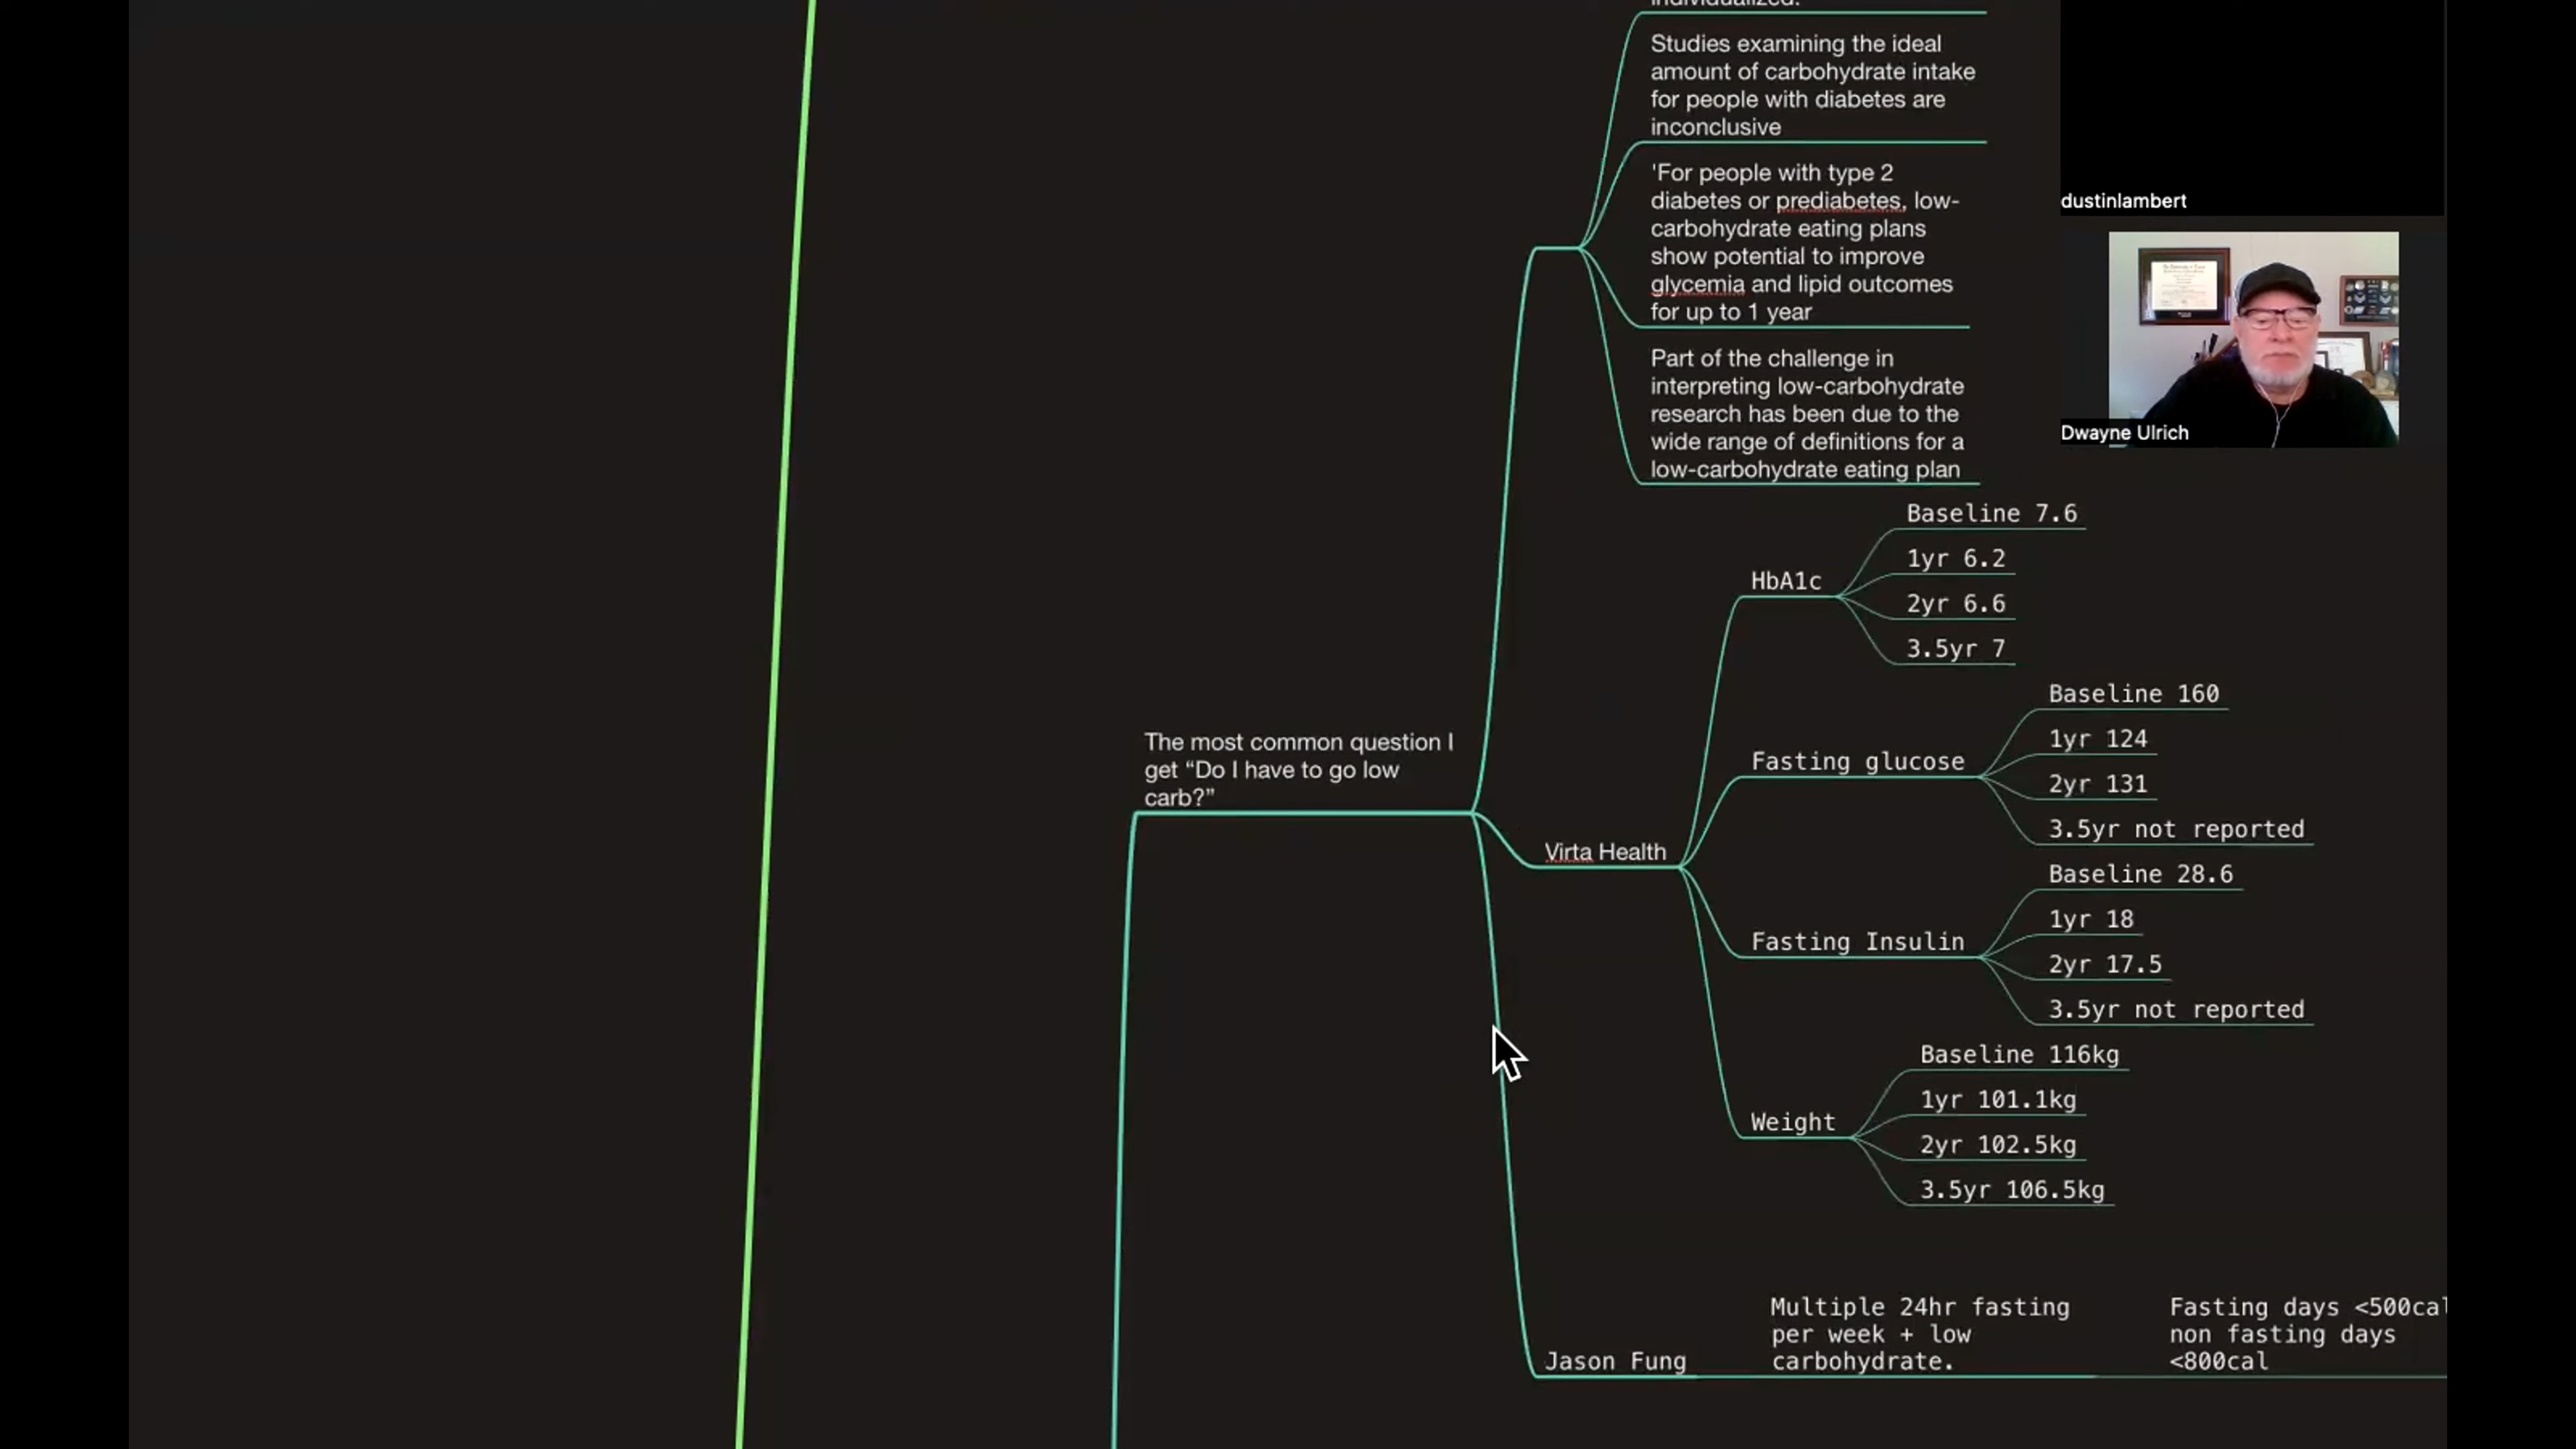 individualized.
Studies examining the ideal
amount of carbohydrate intake
for people with diabetes are
inconclusive
'For people with type 2
diabetes or prediabetes, low-
carbohydrate eating plans
show potential to improve
glycemia and lipid outcomes
for up to 1 year
Part of the challenge in
interpreting low-carbohydrate
research has been due to the
wide range of definitions for a
low-carbohydrate eating plan
dustinlambert
Dwayne Ulrich
The most common question I
get “Do I have to go low
carb?”
Virta Health
HbA1c
Baseline 7.6
1yr 6.2
2yr 6.6
3.5yr 7
Fasting glucose
Baseline 160
1yr 124
2yr 131
3.5yr not reported
Fasting Insulin
Baseline 28.6
1yr 18
2yr 17.5
3.5yr not reported
Weight
Baseline 116kg
1yr 101.1kg
2yr 102.5kg
3.5yr 106.5kg
Jason Fung
Multiple 24hr fasting
per week + low
carbohydrate.
Fasting days <500cal
non fasting days
<800cal